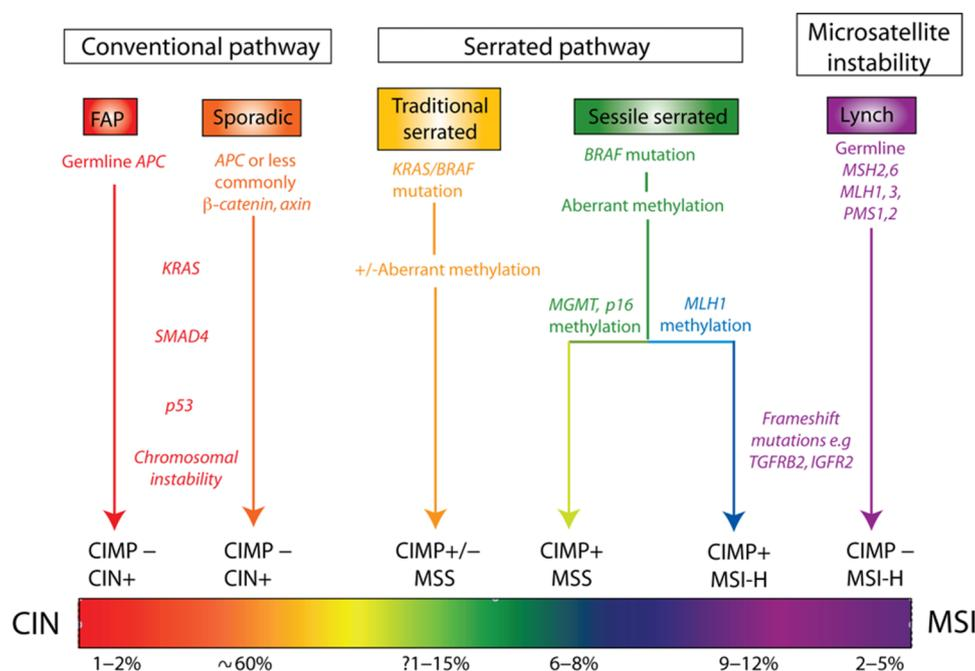 Conventional pathway
Serrated pathway
Microsatellite
instability
FAP
Sporadic
Traditional
serrated
Sessile serrated
Lynch
Germline APC
APC or less
commonly
β-catenin, axin
KRAS/BRAF
mutation
BRAF mutation
Germline
MSH2,6
MLH1, 3,
PMS1,2
Aberrant methylation
KRAS
+/-Aberrant methylation
SMAD4
MGMT, p16
methylation
MLH1
methylation
p53
Chromosomal
instability
Frameshift
mutations e.g
TGFRB2, IGFR2
CIMP –
CIN+
CIMP –
CIN+
CIMP+/–
MSS
CIMP+
MSS
CIMP+
MSI-H
CIMP –
MSI-H
CIN
MSI
1–2%
~60%
?1–15%
6–8%
9–12%
2–5%